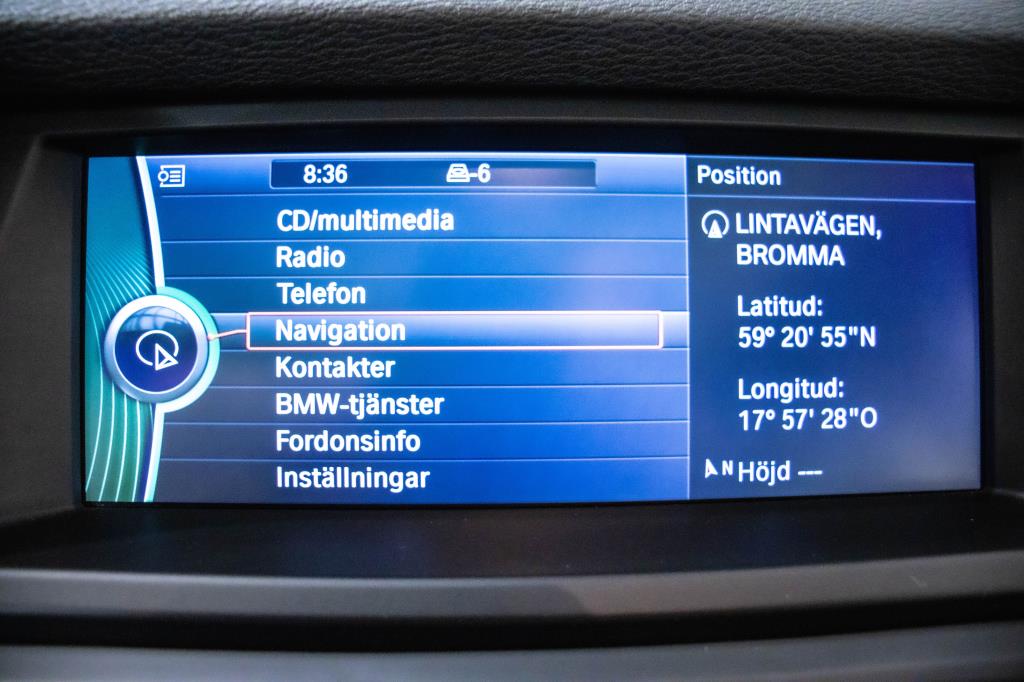 8:36 -6
CD/multimedia
Radio
Telefon
Navigation
Kontakter
BMW-tjänster
Fordonsinfo
Inställningar
Position
LINTAVÄGEN,
BROMMA
Latitud:
59° 20' 55"N
Longitud:
17° 57' 28"O
N Höjd ---